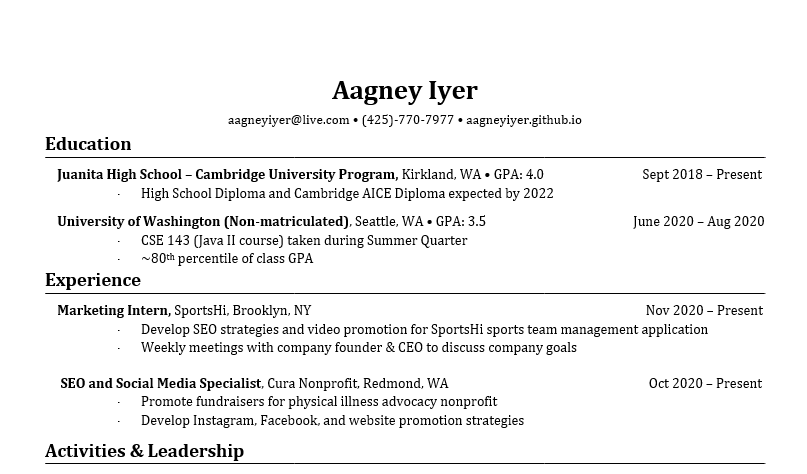 Aagney Iyer
aagneyiyer@live.com • (425)-770-7977 • aagneyiyer.github.io
Education
Juanita High School – Cambridge University Program, Kirkland, WA • GPA: 4.0 Sept 2018 – Present
· High School Diploma and Cambridge AICE Diploma expected by 2022
University of Washington (Non-matriculated), Seattle, WA • GPA: 3.5 June 2020 – Aug 2020
· CSE 143 (Java II course) taken during Summer Quarter
· ~80th percentile of class GPA
Experience
Marketing Intern, SportsHi, Brooklyn, NY Nov 2020 – Present
· Develop SEO strategies and video promotion for SportsHi sports team management application
· Weekly meetings with company founder & CEO to discuss company goals
SEO and Social Media Specialist, Cura Nonprofit, Redmond, WA Oct 2020 – Present
· Promote fundraisers for physical illness advocacy nonprofit
· Develop Instagram, Facebook, and website promotion strategies
Activities & Leadership